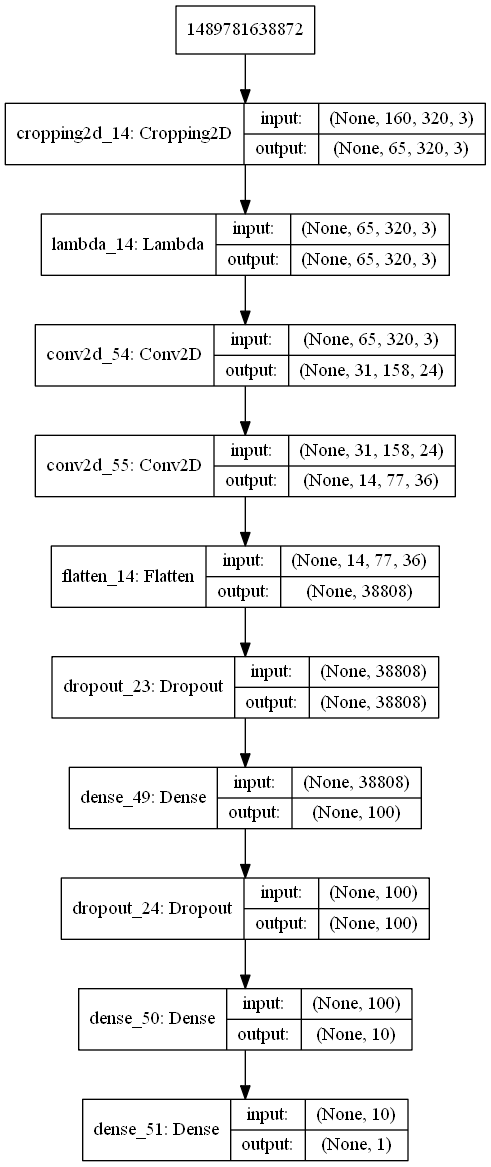 1489781638872
cropping2d_14: Cropping2D
input: (None, 160, 320, 3)
output: (None, 65, 320, 3)
lambda_14: Lambda
input: (None, 65, 320, 3)
output: (None, 65, 320, 3)
conv2d_54: Conv2D
input: (None, 65, 320, 3)
output: (None, 31, 158, 24)
conv2d_55: Conv2D
input: (None, 31, 158, 24)
output: (None, 14, 77, 36)
flatten_14: Flatten
input: (None, 14, 77, 36)
output: (None, 38808)
dropout_23: Dropout
input: (None, 38808)
output: (None, 38808)
dense_49: Dense
input: (None, 38808)
output: (None, 100)
dropout_24: Dropout
input: (None, 100)
output: (None, 100)
dense_50: Dense
input: (None, 100)
output: (None, 10)
dense_51: Dense
input: (None, 10)
output: (None, 1)